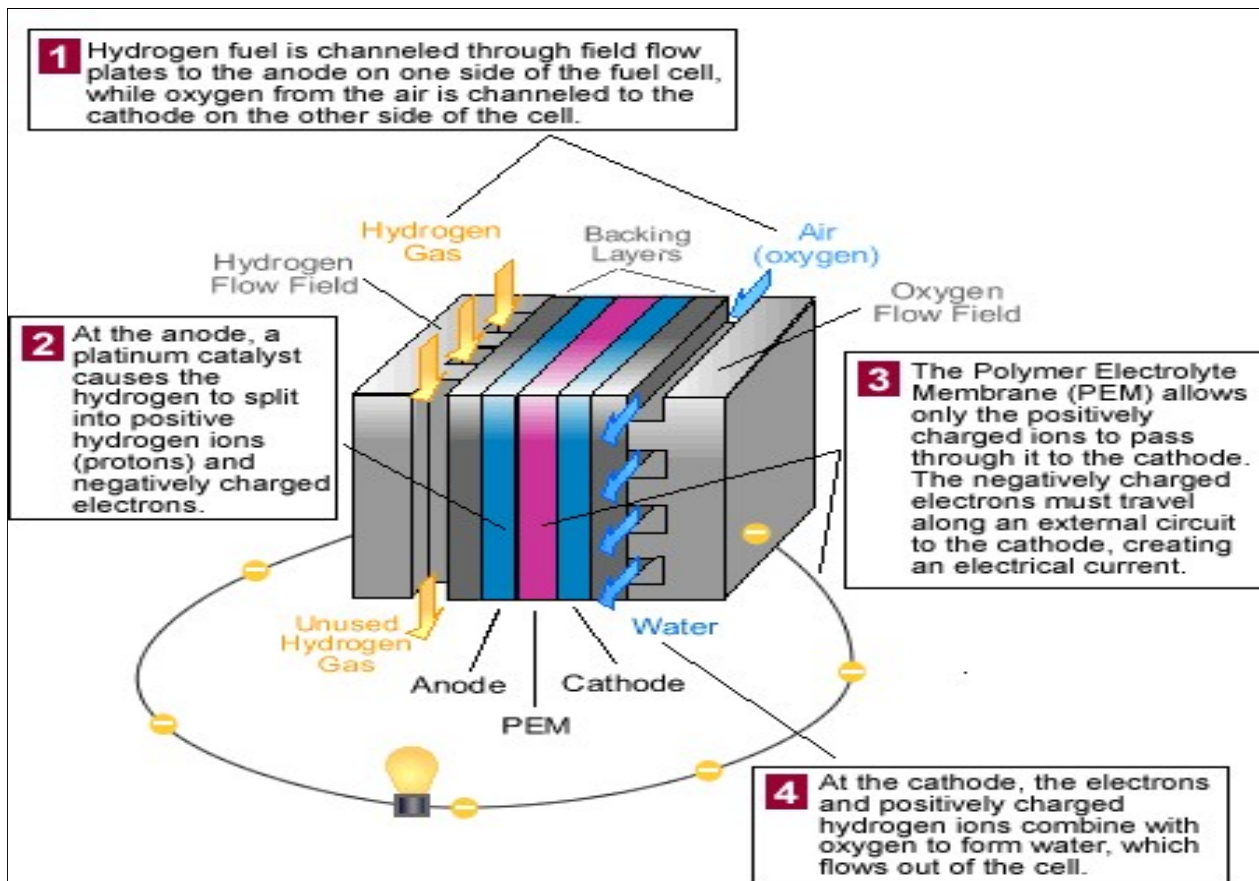 1 Hydrogen fuel is channeled through field flow
plates to the anode on one side of the fuel cell,
while oxygen from the air is channeled to the
cathode on the other side of the cell.
Hydrogen
Gas
Backing
Layers
Air
(oxygen)
Hydrogen
Flow Field
Oxygen
Flow Field
2 At the anode, a
platinum catalyst
causes the
hydrogen to split
into positive
hydrogen ions
(protons) and
negatively charged
electrons.
3 The Polymer Electrolyte
Membrane (PEM) allows
only the positively
charged ions to pass
through it to the cathode.
The negatively charged
electrons must travel
along an external circuit
to the cathode, creating
an electrical current.
Unused
Hydrogen
Gas
Water
Anode
Cathode
PEM
4 At the cathode, the electrons
and positively charged
hydrogen ions combine with
oxygen to form water, which
flows out of the cell.